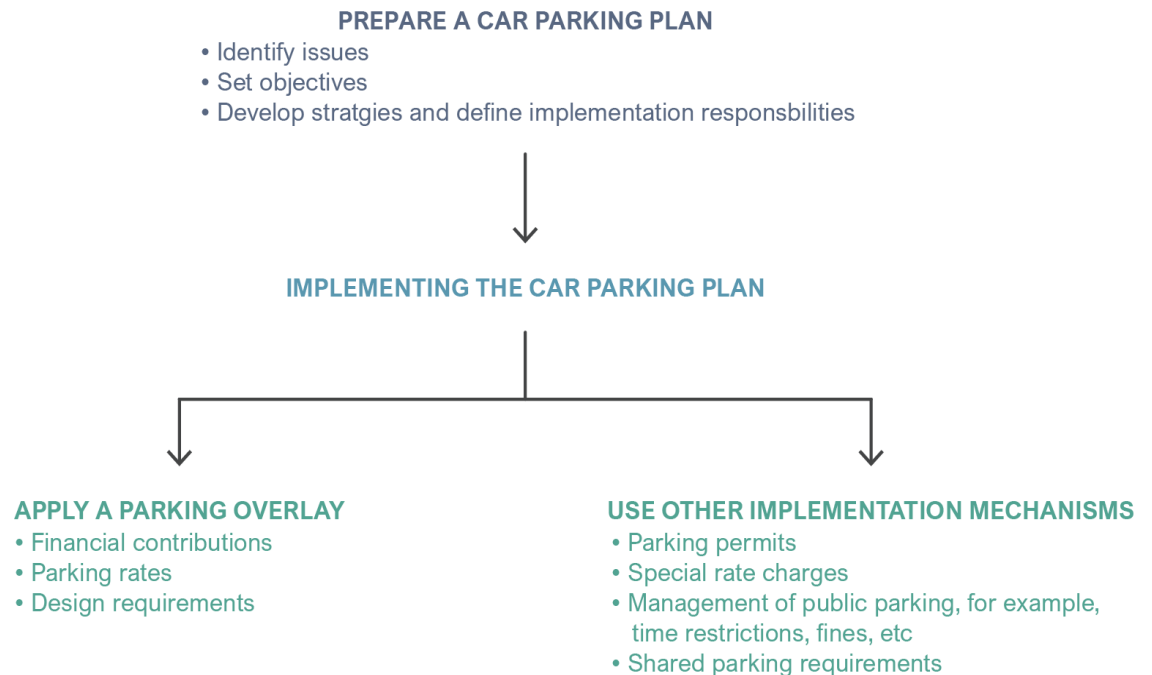 PREPARE A CAR PARKING PLAN
• Identify issues
• Set objectives
• Develop stratgies and define implementation responsbilities
IMPLEMENTING THE CAR PARKING PLAN
APPLY A PARKING OVERLAY
• Financial contributions
• Parking rates
• Design requirements
USE OTHER IMPLEMENTATION MECHANISMS
• Parking permits
• Special rate charges
• Management of public parking, for example,
time restrictions, fines, etc
• Shared parking requirements